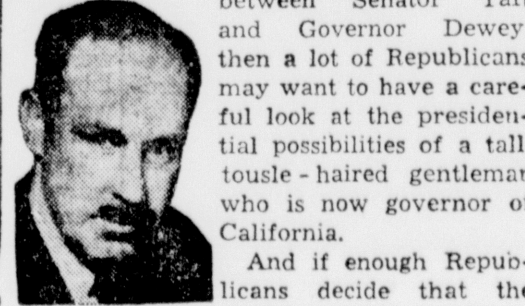 between Senator
and Governor Dewey
then a lot of Republicans
may want to have a care-
ful look at the presiden-
tial possibilities of a tall
tousle - haired gentleman
who is now governor of
California.
And if enough Repub-
licans decide that the